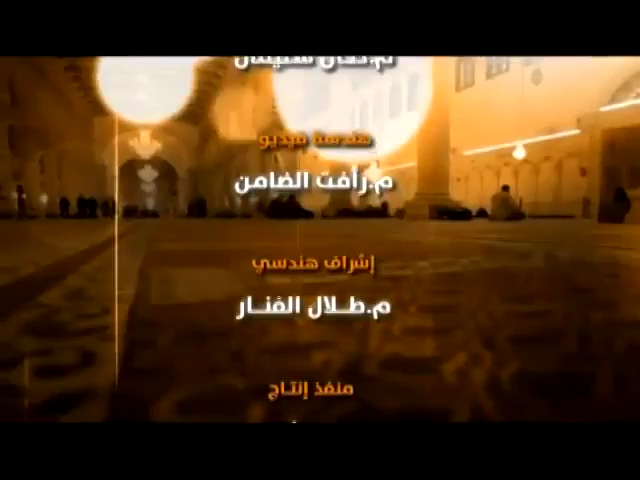 هندسة فيديو
م.رأفت الضامن
إشراف هندسي
م.طلال الفنار
منفذ إنتاج